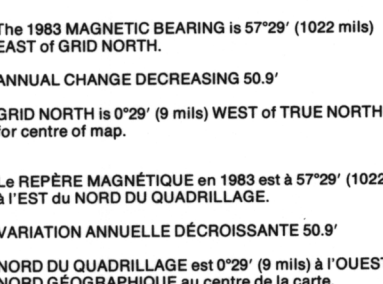 The 1983 MAGNETIC BEARING is 57°29′ (1022 mils)
EAST of GRID NORTH.
ANNUAL CHANGE DECREASING 50.9′
GRID NORTH is 0°29′ (9 mils) WEST of TRUE NORTH
for centre of map.
Le REPÈRE MAGNÉTIQUE en 1983 est à 57°29′ (1022
à l'EST du NORD DU QUADRILLAGE.
VARIATION ANNUELLE DÉCROISSANTE 50.9′
NORD DU QUADRILLAGE est 0°29′ (9 mils) à l'OUEST
NORD GÉOGRAPHIQUE au centre de la carte.